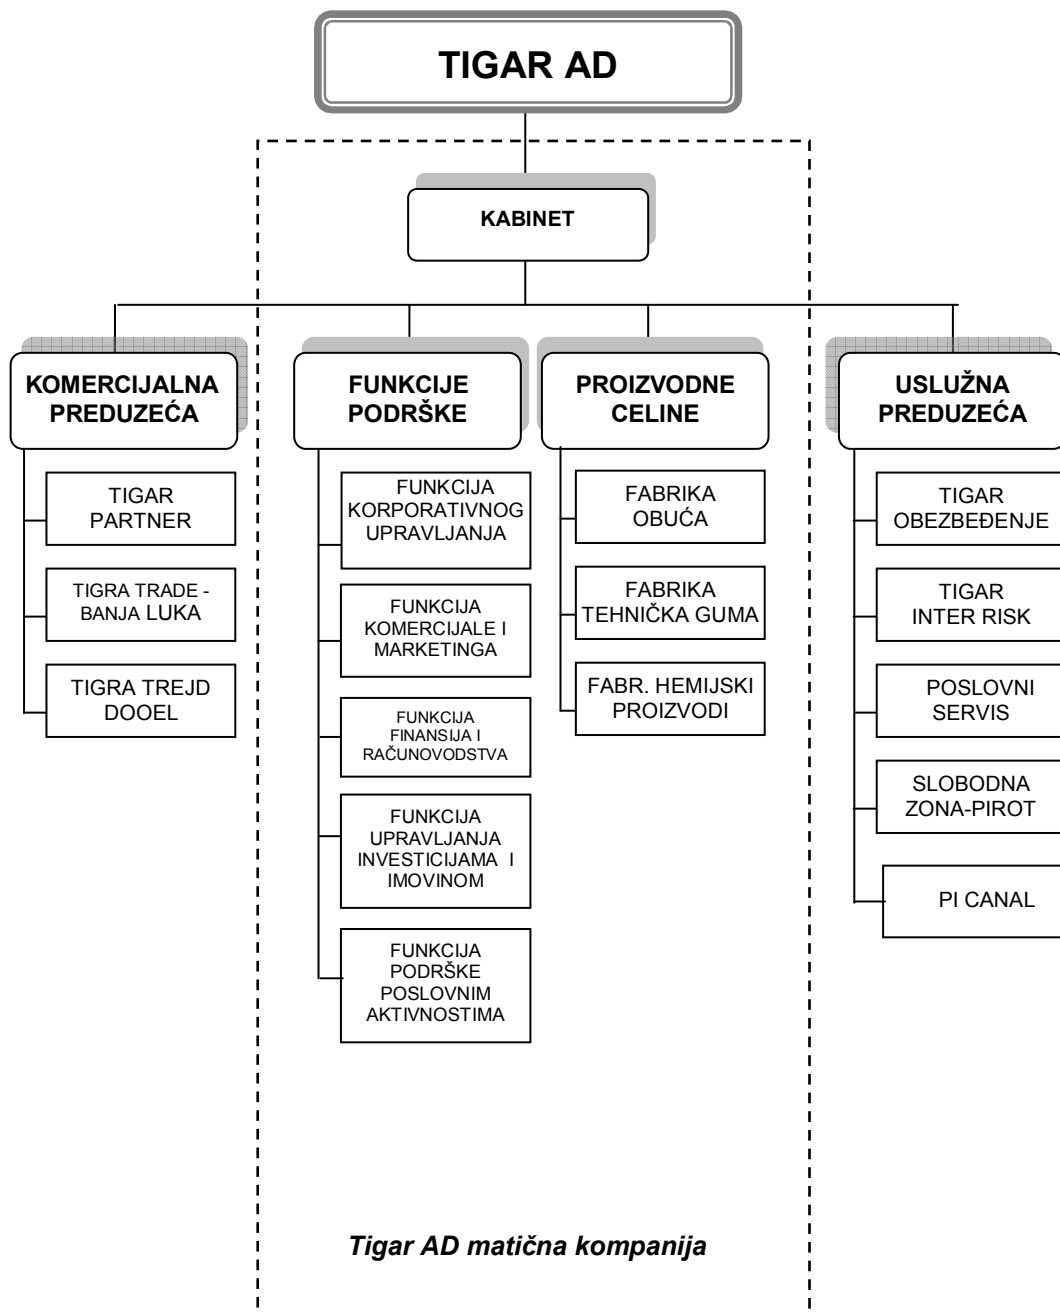 TIGAR AD
KABINET
KOMERCIJALNA
PREDUZEĆA
TIGAR
PARTNER
TIGRA TRADE -
BANJA LUKA
TIGRA TREJD
DOOEL
FUNKCIJE
PODRŠKE
FUNKCIJA
KORPORATIVNOG
UPRAVLJANJA
FUNKCIJA
KOMERCIJALE I
MARKETINGA
FUNKCIJA
FINANSIJA I
RAČUNOVODSTVA
FUNKCIJA
UPRAVLJANJA
INVESTICIJAMA I
IMOVINOM
FUNKCIJA
PODRŠKE
POSLOVNIM
AKTIVNOSTIMA
PROIZVODNE
CELINE
FABRIKA
OBUĆA
FABRIKA
TEHNIČKA GUMA
FABR. HEMIJSKI
PROIZVODI
USLUŽNA
PREDUZEĆA
TIGAR
OBEZBEĐENJE
TIGAR
INTER RISK
POSLOVNI
SERVIS
SLOBODNA
ZONA-PIROT
PI CANAL
Tigar AD matična kompanija